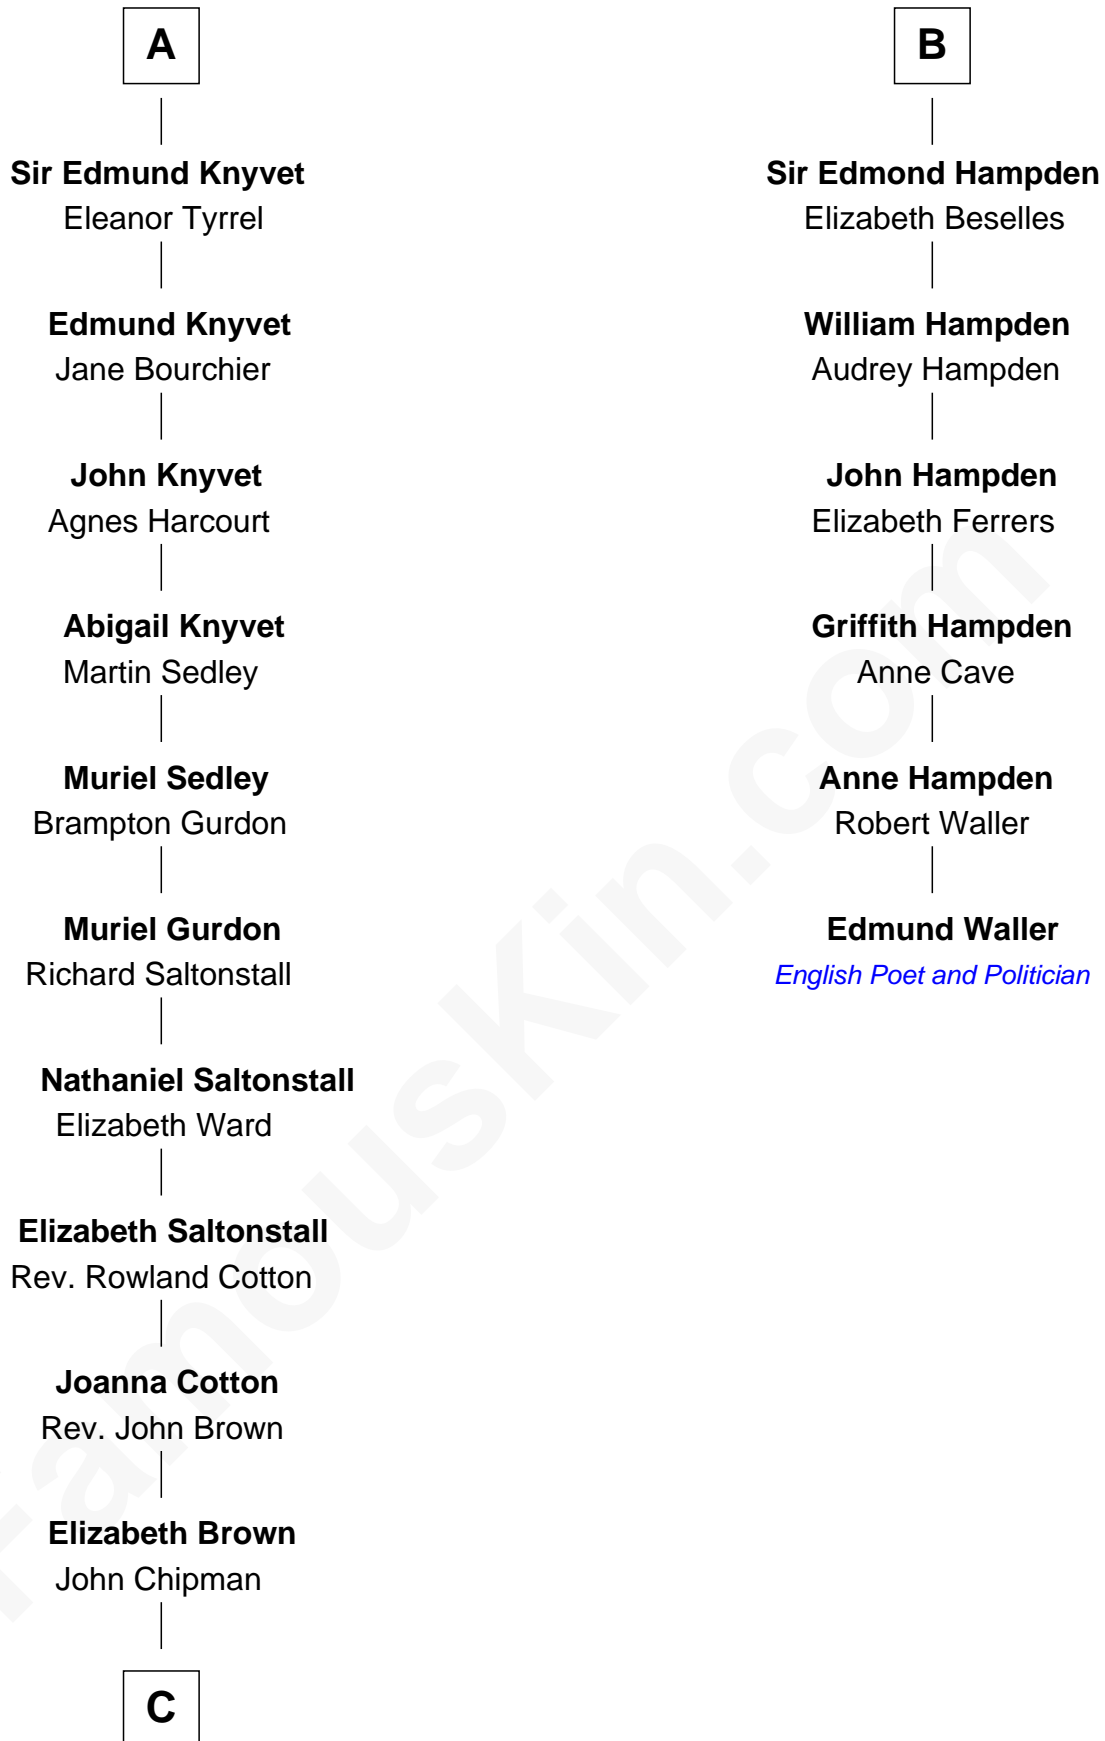 A
Sir Edmund Knyvet
Eleanor Tyrrel
Edmund Knyvet
Jane Bourchier
John Knyvet
Agnes Harcourt
Abigail Knyvet
Martin Sedley
Muriel Sedley
Brampton Gurdon
Muriel Gurdon
Richard Saltonstall
Nathaniel Saltonstall
Elizabeth Ward
Elizabeth Saltonstall
Rev. Rowland Cotton
Joanna Cotton
Rev. John Brown
Elizabeth Brown
John Chipman
C
B
Sir Edmond Hampden
Elizabeth Beselles
William Hampden
Audrey Hampden
John Hampden
Elizabeth Ferrers
Griffith Hampden
Anne Cave
Anne Hampden
Robert Waller
Edmund Waller
English Poet and Politician
FamousKin.com